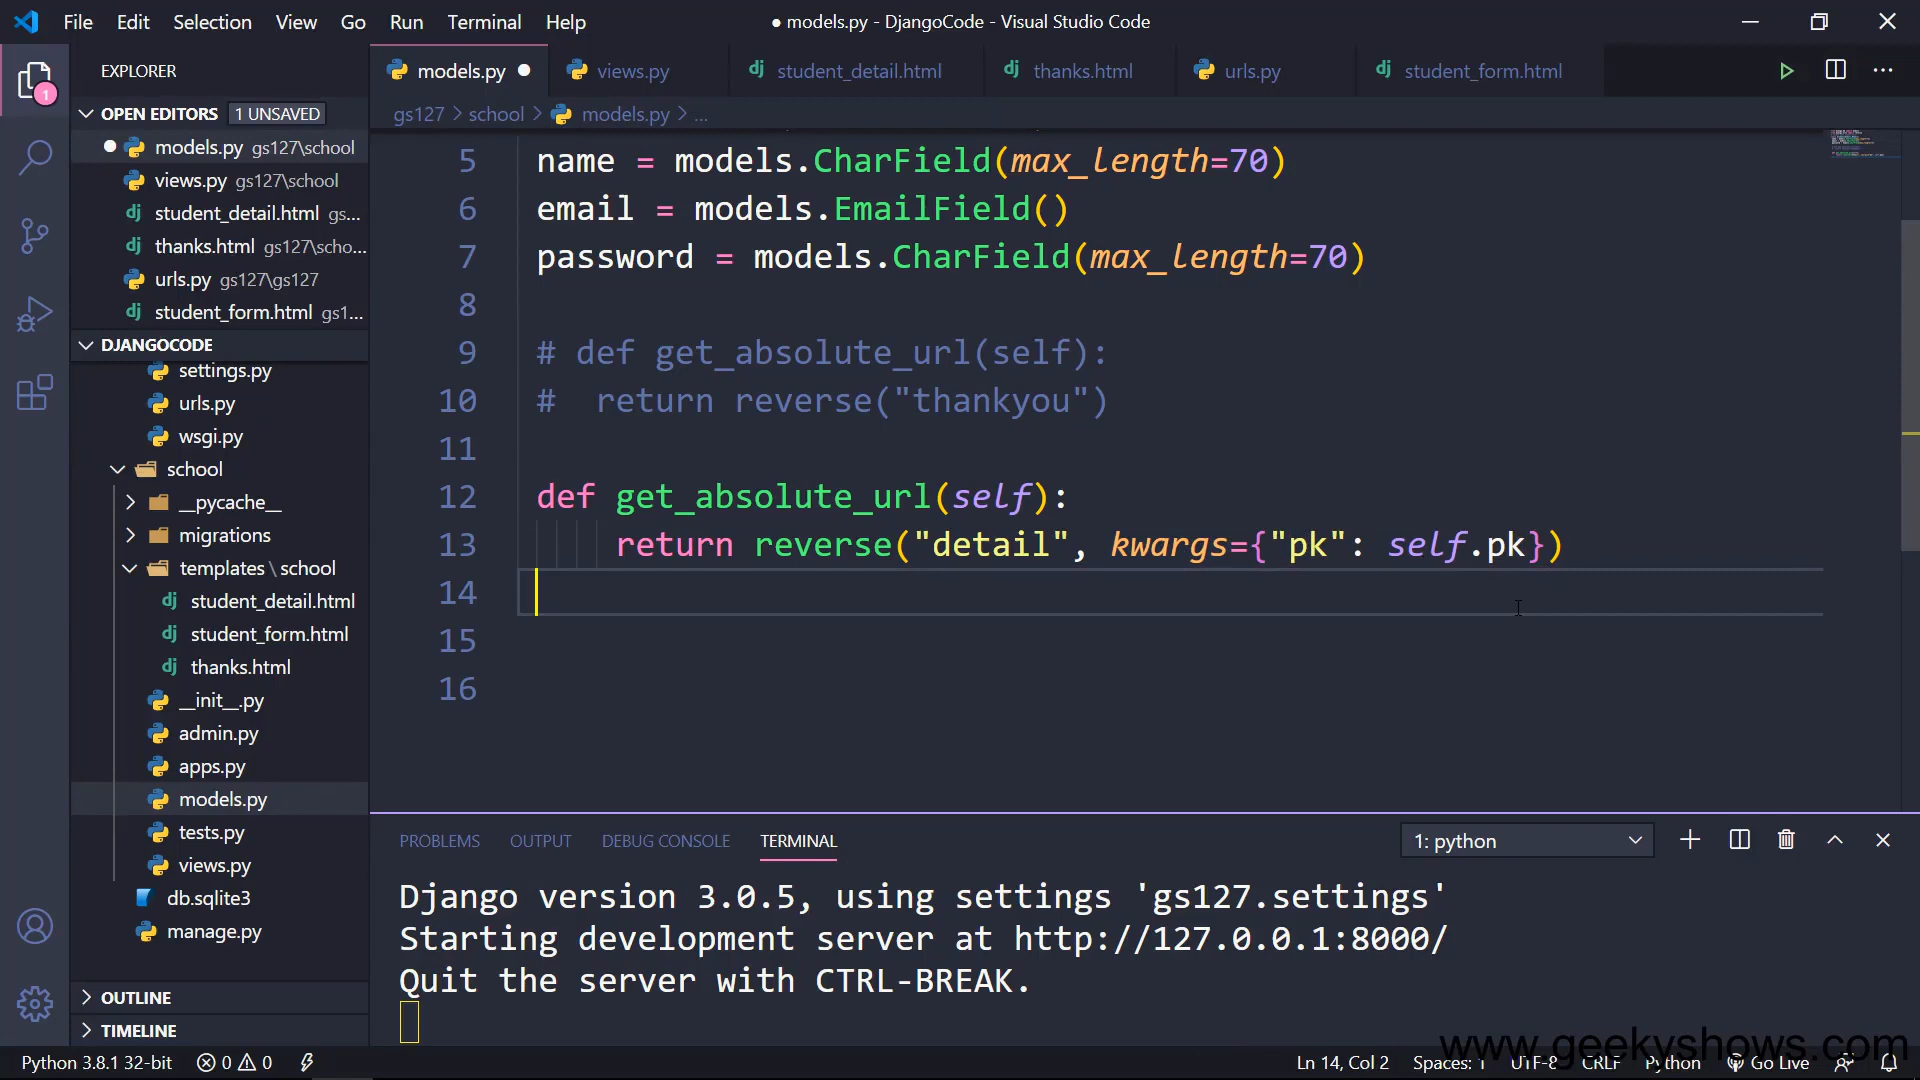 File Edit Selection View Go Run Terminal Help ● models.py - DjangoCode - Visual Studio Code
EXPLORER
models.py
views.py
student_detail.html
thanks.html
urls.py
student_form.html
OPEN EDITORS 1 UNSAVED
models.py gs127\school
views.py gs127\school
student_detail.html gs...
thanks.html gs127\scho...
urls.py gs127\gs127
student_form.html gs1...
DJANGOCODE
settings.py
urls.py
wsgi.py
school
__pycache__
migrations
templates \ school
student_detail.html
student_form.html
thanks.html
__init__.py
admin.py
apps.py
models.py
tests.py
views.py
db.sqlite3
manage.py
OUTLINE
TIMELINE
1
gs127 > school > models.py > ...
5 name = models.CharField(max_length=70)
6 email = models.EmailField()
7 password = models.CharField(max_length=70)
8
9 # def get_absolute_url(self):
10 #  return reverse("thankyou")
11
12 def get_absolute_url(self):
13     return reverse("detail", kwargs={"pk": self.pk})
14
15
16
PROBLEMS OUTPUT DEBUG CONSOLE TERMINAL 1: python
Django version 3.0.5, using settings 'gs127.settings'
Starting development server at http://127.0.0.1:8000/
Quit the server with CTRL-BREAK.
www.geekyshows.com
Python 3.8.1 32-bit 0 0 Ln 14, Col 2 Spaces: 1 UTF-8 CRLF Python Go Live